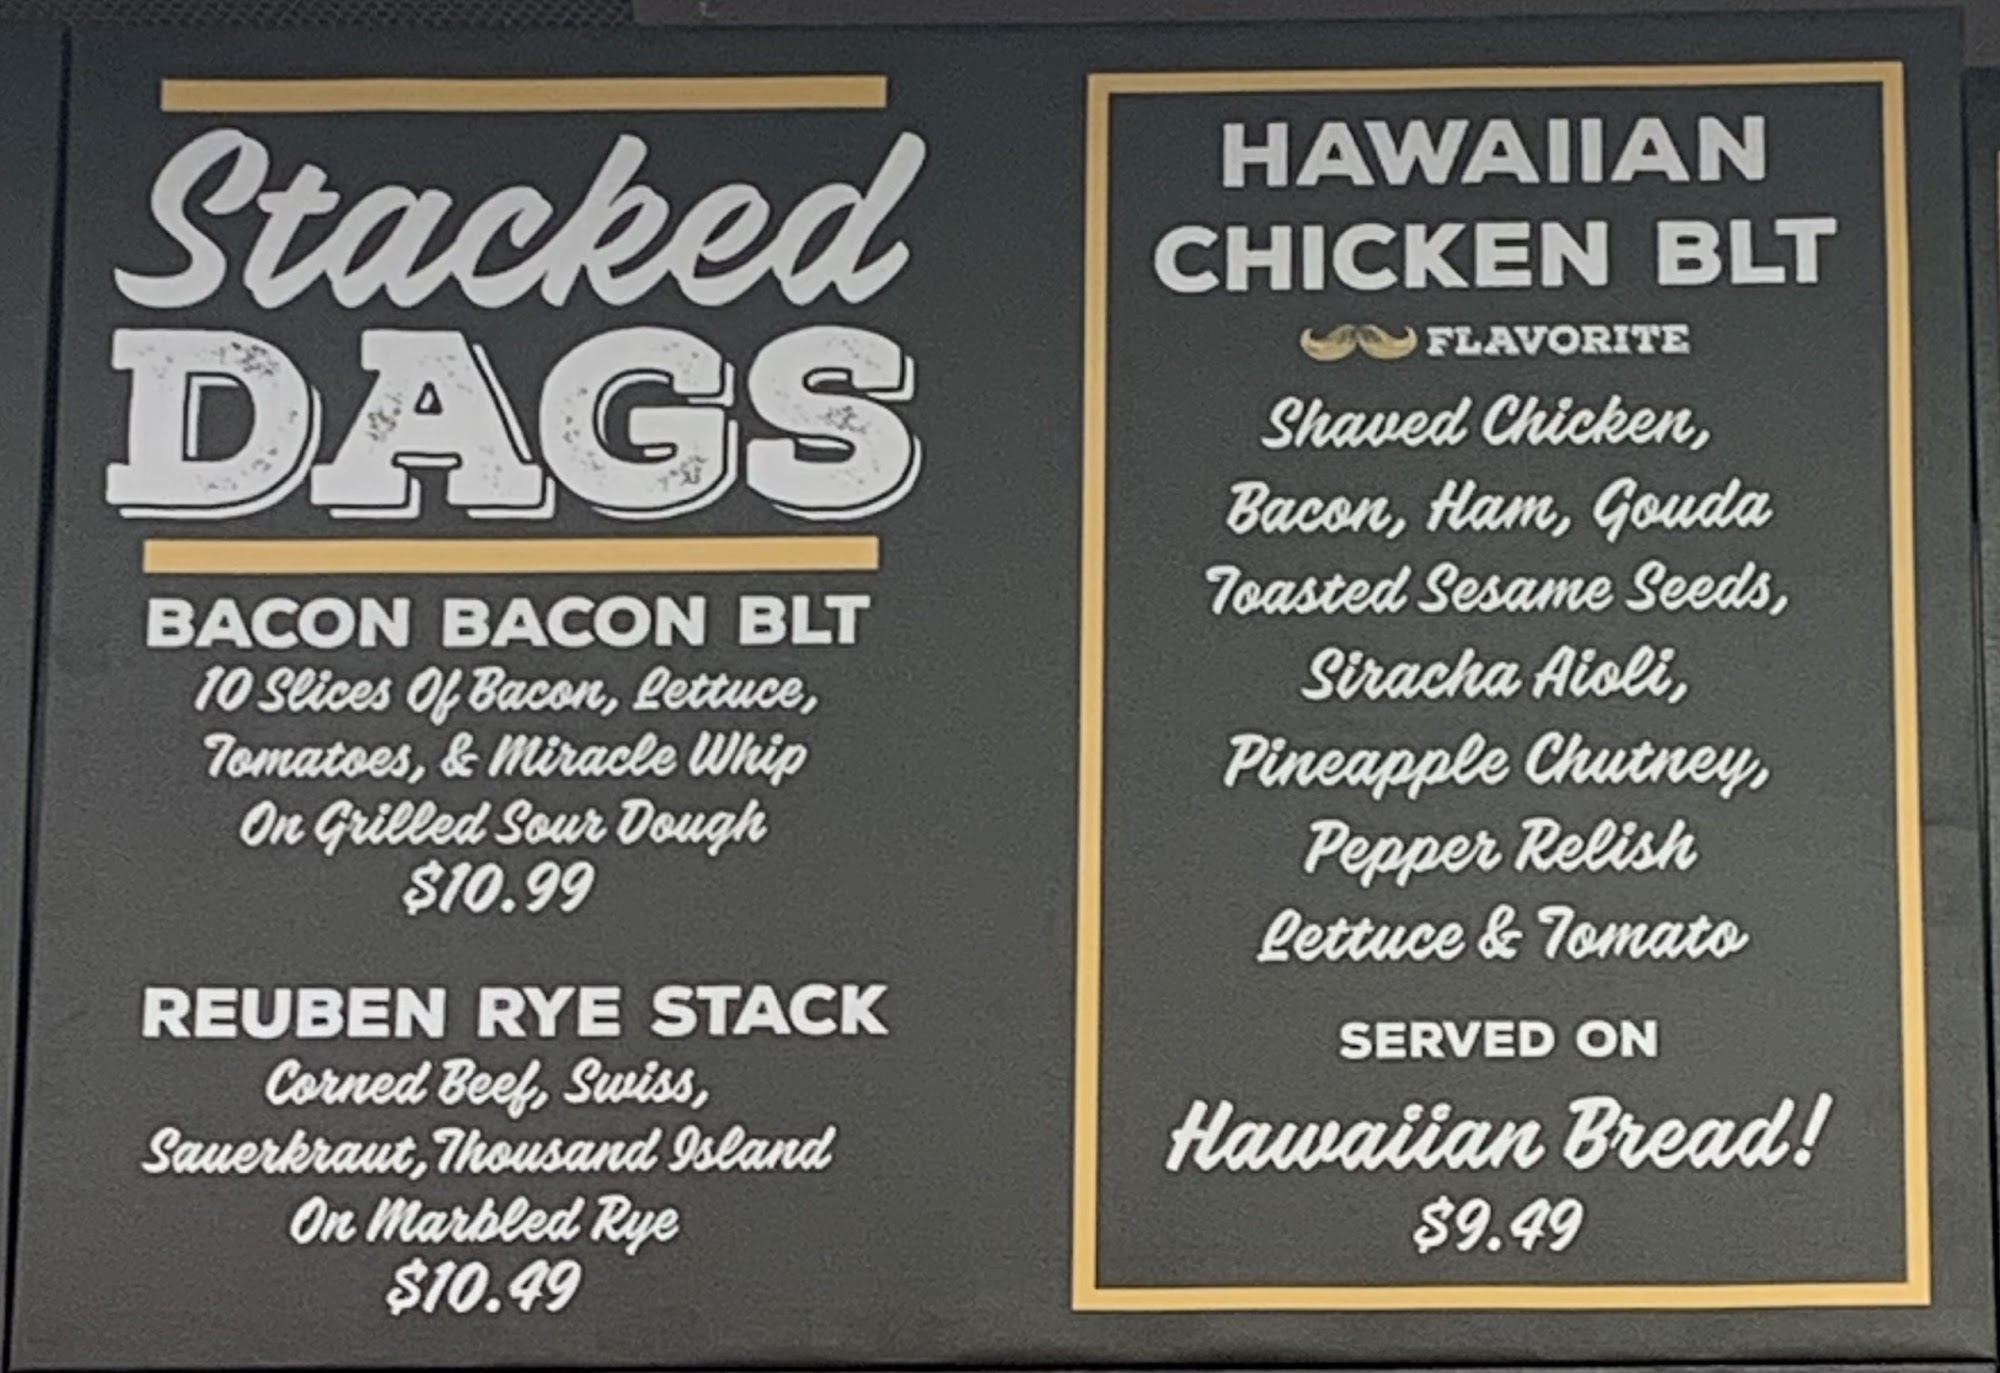 Stacked
DAGS
BACON BACON BLT
10 Slices Of Bacon, Lettuce,
Tomatoes, & Miracle Whip
On Grilled Sour Dough
$10.99
REUBEN RYE STACK
Corned Beef, Swiss,
Sauerkraut, Thousand Island
On Marbled Rye
$10.49
HAWAIIAN
CHICKEN BLT
FLAVORITE
Shaved Chicken,
Bacon, Ham, Gouda
Toasted Sesame Seeds,
Siracha Aioli,
Pineapple Chutney,
Pepper Relish
Lettuce & Tomato
SERVED ON
Hawaiian Bread!
$9.49